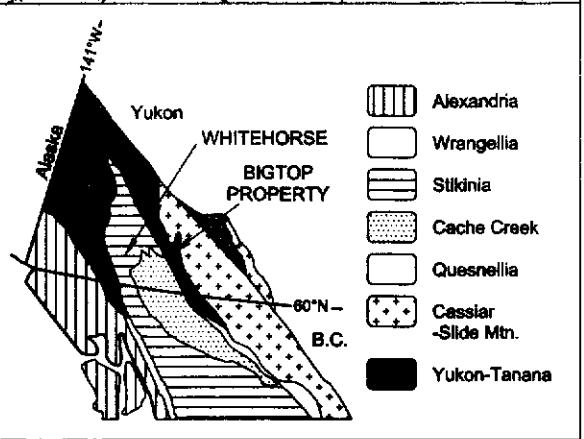 141°W-
Yukon
Alaska
WHITEHORSE
BIGTOP
PROPERTY
60°N-
B.C.
Alexandria
Wrangellia
Stikinia
Cache Creek
Quesnellia
Cassiar
-Slide Mtn.
Yukon-Tanana